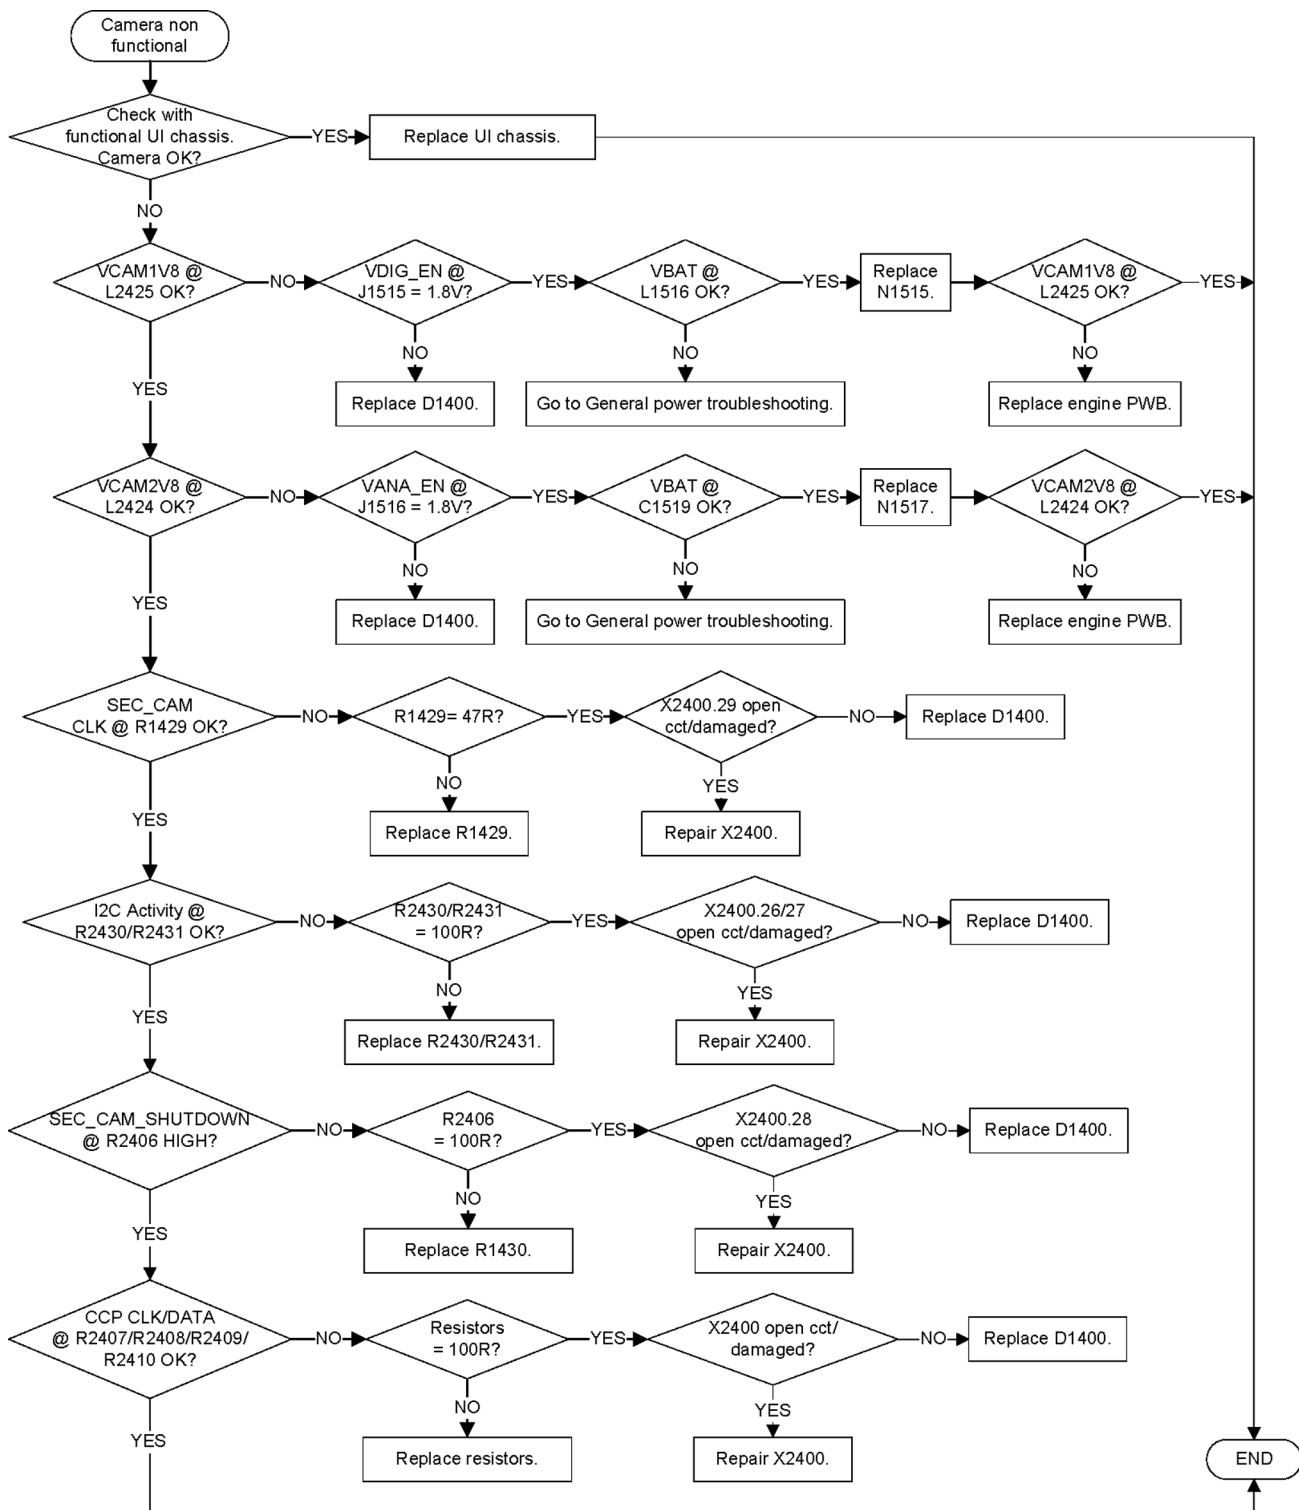 Camera non
functional
Check with
functional UI chassis.
Camera OK?
YES
Replace UI chassis.
NO
VCAM1V8 @
L2425 OK?
NO
VDIG_EN @
J1515 = 1.8V?
YES
VBAT @
L1516 OK?
YES
Replace
N1515.
VCAM1V8 @
L2425 OK?
YES
NO
NO
NO
YES
Replace D1400.
Go to General power troubleshooting.
Replace engine PWB.
VCAM2V8 @
L2424 OK?
NO
VANA_EN @
J1516 = 1.8V?
YES
VBAT @
C1519 OK?
YES
Replace
N1517.
VCAM2V8 @
L2424 OK?
YES
NO
NO
NO
YES
Replace D1400.
Go to General power troubleshooting.
Replace engine PWB.
SEC_CAM
CLK @ R1429 OK?
NO
R1429= 47R?
YES
X2400.29 open
cct/damaged?
NO
Replace D1400.
NO
YES
YES
Replace R1429.
Repair X2400.
I2C Activity @
R2430/R2431 OK?
NO
R2430/R2431
= 100R?
YES
X2400.26/27
open cct/damaged?
NO
Replace D1400.
NO
YES
YES
Replace R2430/R2431.
Repair X2400.
SEC_CAM_SHUTDOWN
@ R2406 HIGH?
NO
R2406
= 100R?
YES
X2400.28
open cct/damaged?
NO
Replace D1400.
NO
YES
YES
Replace R1430.
Repair X2400.
CCP CLK/DATA
@ R2407/R2408/R2409/
R2410 OK?
NO
Resistors
= 100R?
YES
X2400 open cct/
damaged?
NO
Replace D1400.
NO
YES
YES
Replace resistors.
Repair X2400.
END